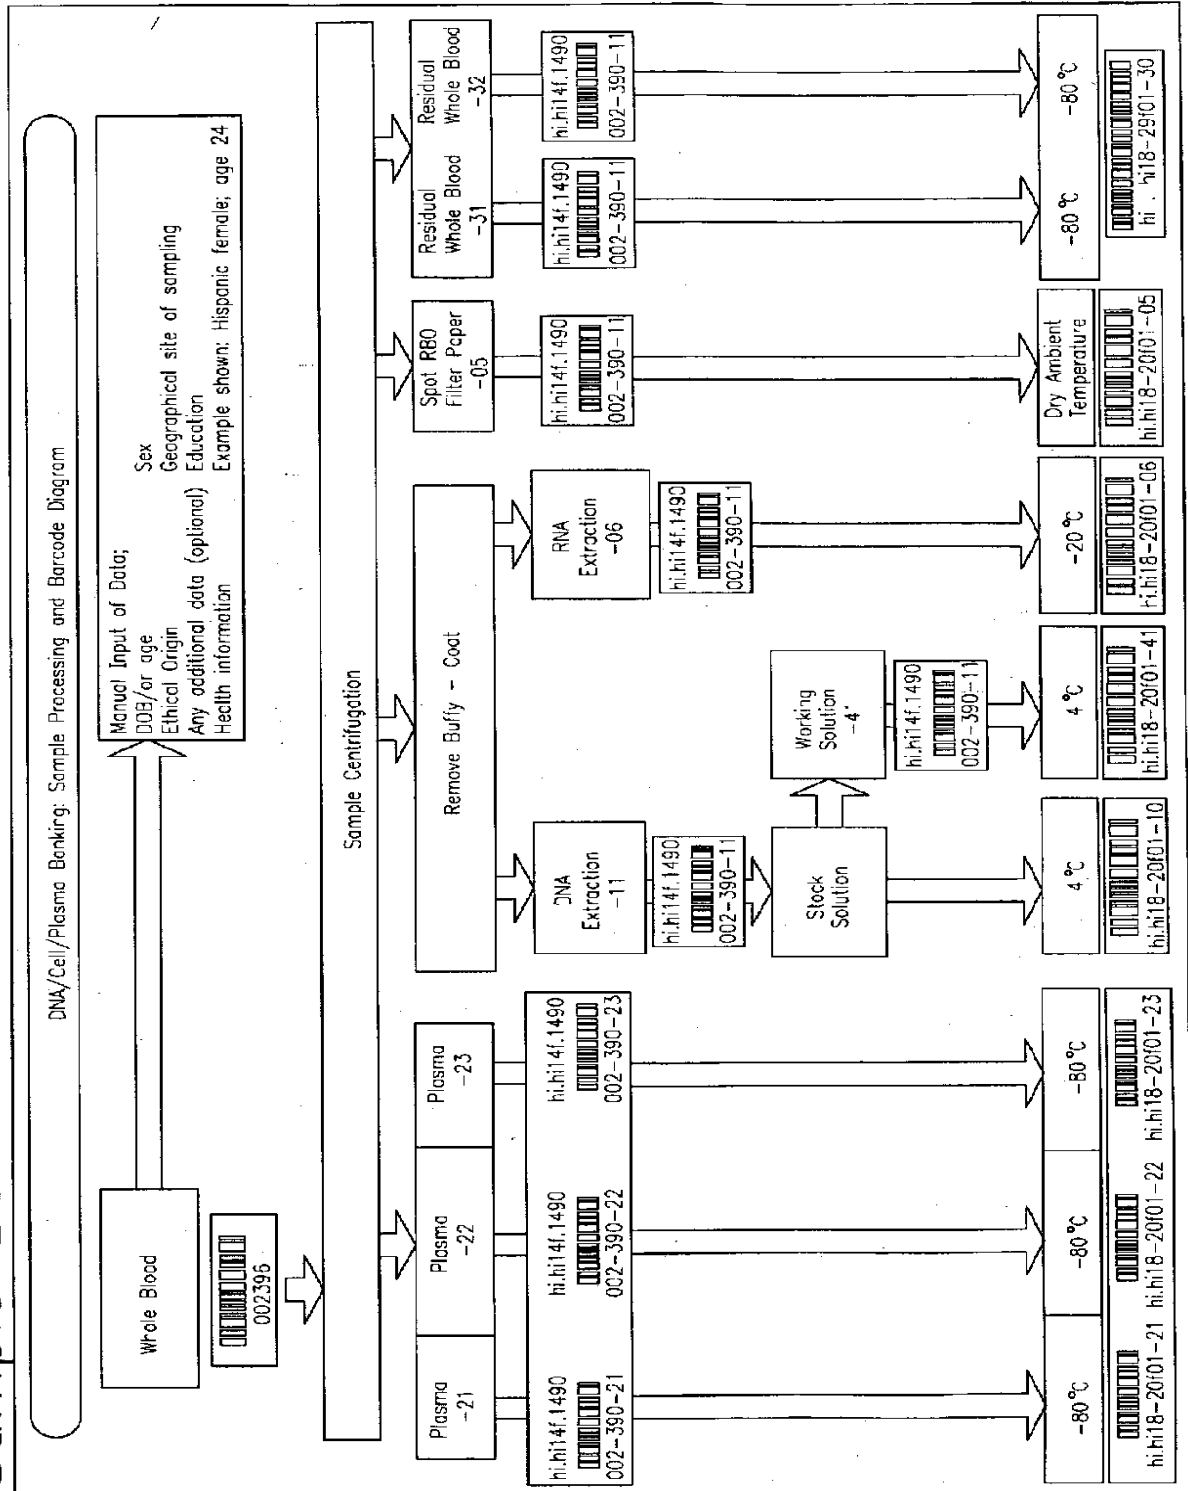 DNA/Cell/Plasma Banking: Sample Processing and Barcode Diagram
Whole Blood
002396
Manual Input of Data;
DOB/or age
Sex
Ethical Origin
Geographical site of sampling
Any additional data (optional)
Education
Health information
Example shown: Hispanic female; age 24
Sample Centrifugation
Plasma
-21
Plasma
-22
Plasma
-23
Remove Buffy - Coat
Spot RBO
Filter Paper
-05
Residual
Whole Blood
-31
Residual
Whole Blood
-32
hi.hi14f.1490
002-390-21
hi.hi14f.1490
002-390-22
hi.hi14f.1490
002-390-23
DNA
Extraction
-11
hi.hi14f.1490
002-390-11
RNA
Extraction
-06
hi.hi14f.1490
002-390-11
hi.hi14f.1490
002-390-11
hi.hi14f.1490
002-390-11
hi.hi14f.1490
002-390-11
Stock
Solution
Working
Solution
-4'
hi.hi14f.1490
002-390-11
-80°C
-80°C
-80°C
4°C
4°C
-20°C
Dry Ambient
Temperature
-80°C
-80°C
hi.hi18-20f01-21
hi.hi18-20f01-22
hi.hi18-20f01-23
hi.hi18-20f01-10
hi.hi18-20f01-41
hi.hi18-20f01-06
hi.hi18-20f01-05
hi . hi18-29f01-30